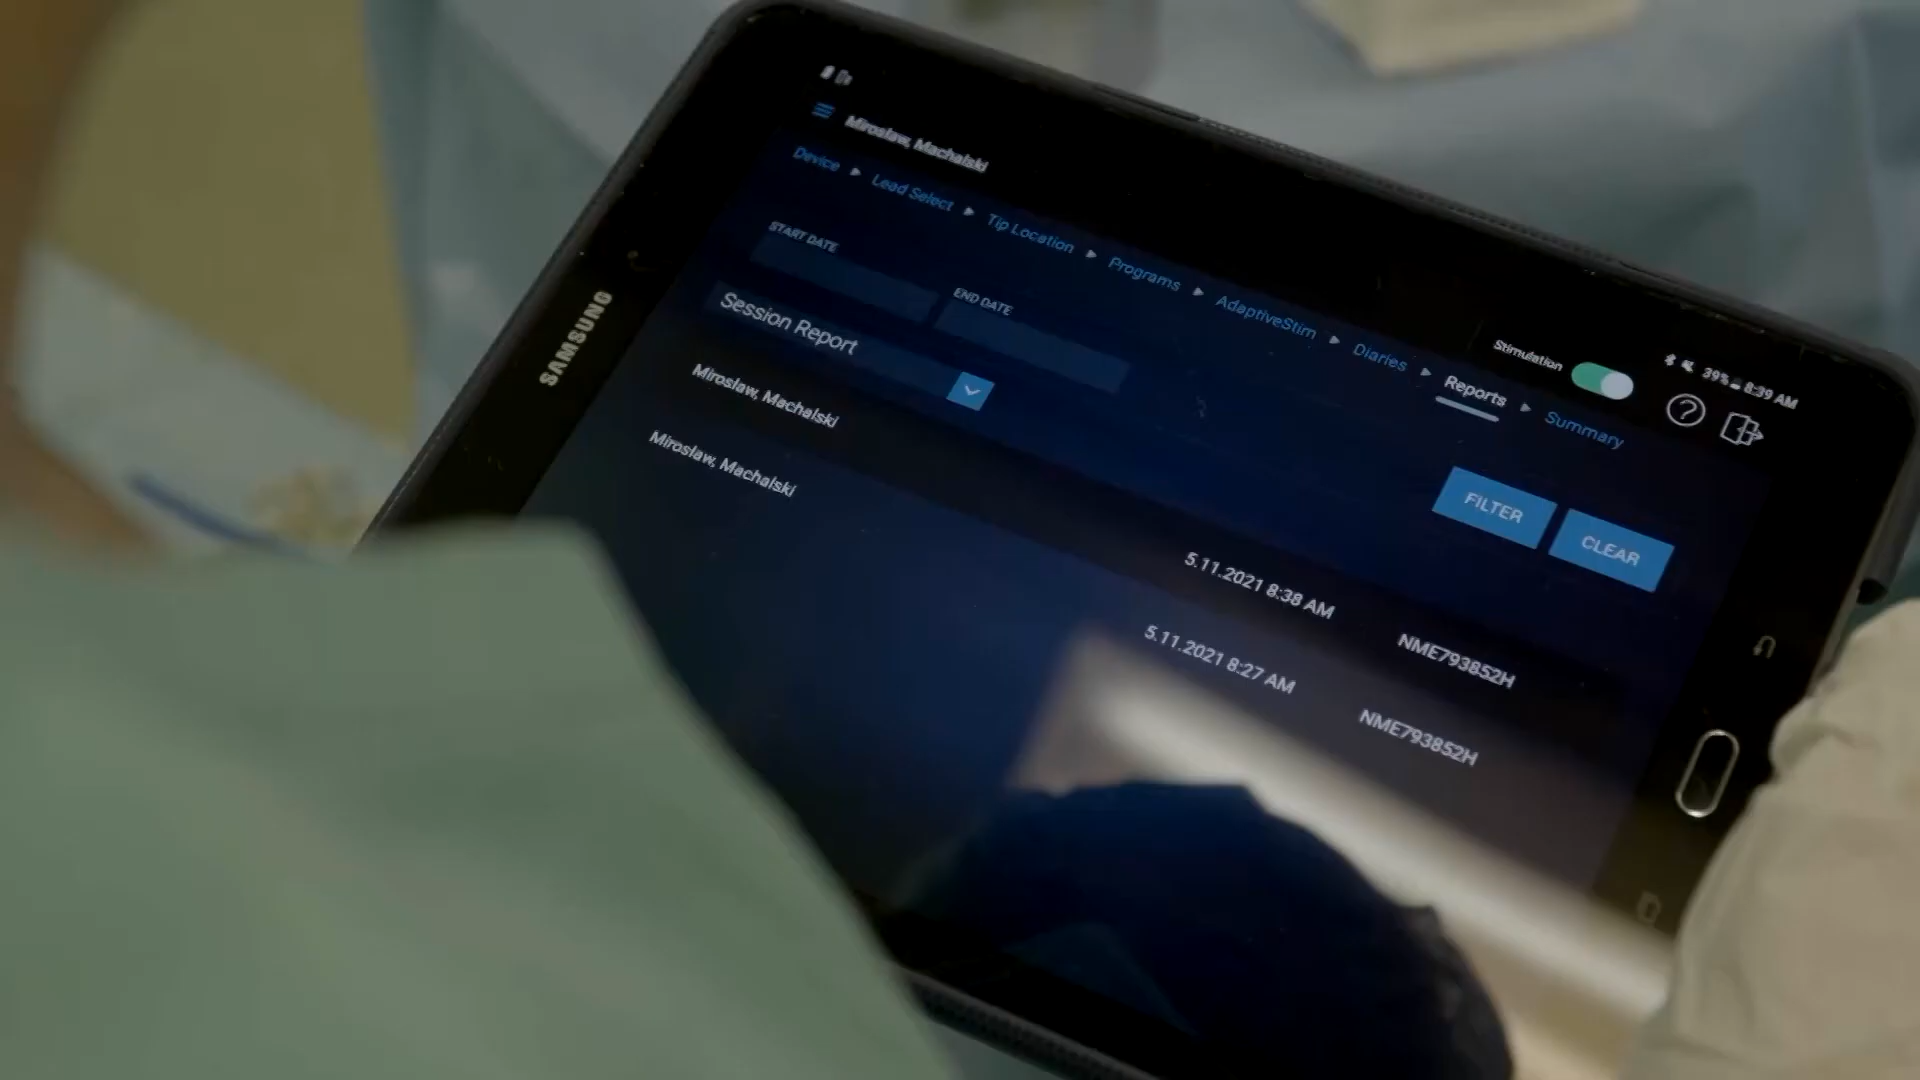 Miroslaw, Machalski
Stimulation
39% 8:39 AM
Device Lead Select Tip Location Programs AdaptiveStim Diaries Reports Summary
START DATE
END DATE
Session Report
FILTER CLEAR
Miroslaw, Machalski 5.11.2021 8:38 AM NME793852H
Miroslaw, Machalski 5.11.2021 8:27 AM NME793852H
SAMSUNG